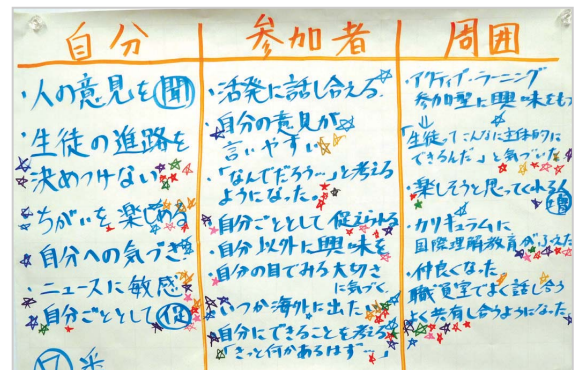 自分
・人の意見を聞
・生徒の進路を
決めつけない
・ちがいを楽しめる
・自分への気づき
・ニュースに敏感
・自分ごととして 促
参加者
・活発に話し合える!
・自分の意見が
言いやすい
・「なんでだろう…」と考える
ようになった。
・自分ごととして 促えられる
・自分以外に興味を
・自分の目でみる大切さ
に気づく。
・いつか海外に出た
・自分にできることを考える
「きっと何かあるはず…」
周囲
・アクティブ・ラーニング
参加型に興味をもつ
↓
「生徒ってこんなに主体的に
できるんだ」と気づいた
・楽しそうと思ってくれる人
増
・カリキュラムに
国際理解教育がふえた
・仲良くなった
職員室でよく話し合う
よく共有し合うようになった。